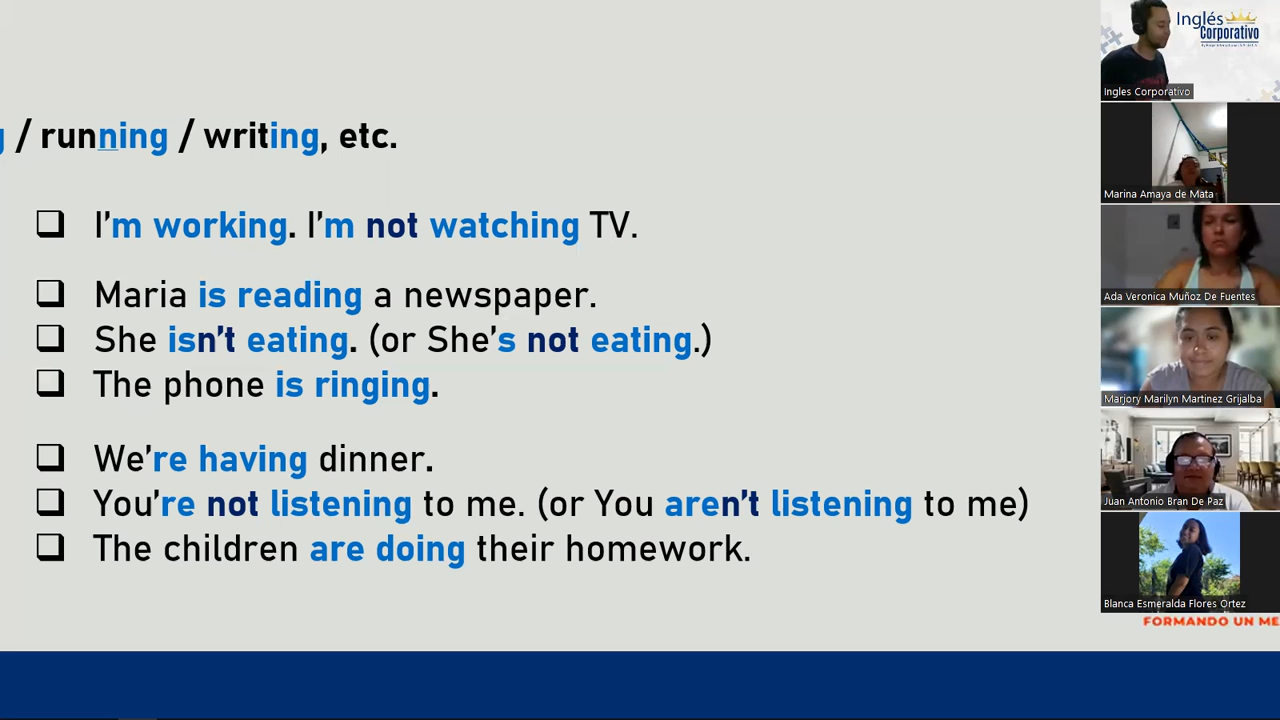 g / running / writing, etc.
I'm working. I'm not watching TV.
Maria is reading a newspaper.
She isn't eating. (or She's not eating.)
The phone is ringing.
We're having dinner.
You're not listening to me. (or You aren't listening to me)
The children are doing their homework.
Inglés
Corporativo
Ingles Corporativo
Marina Amaya de Mata
Ada Veronica Muñoz De Fuentes
Marjory Marilyn Martinez Grijalba
Juan Antonio Bran De Paz
Blanca Esmeralda Flores Ortez
FORMANDO UN ME